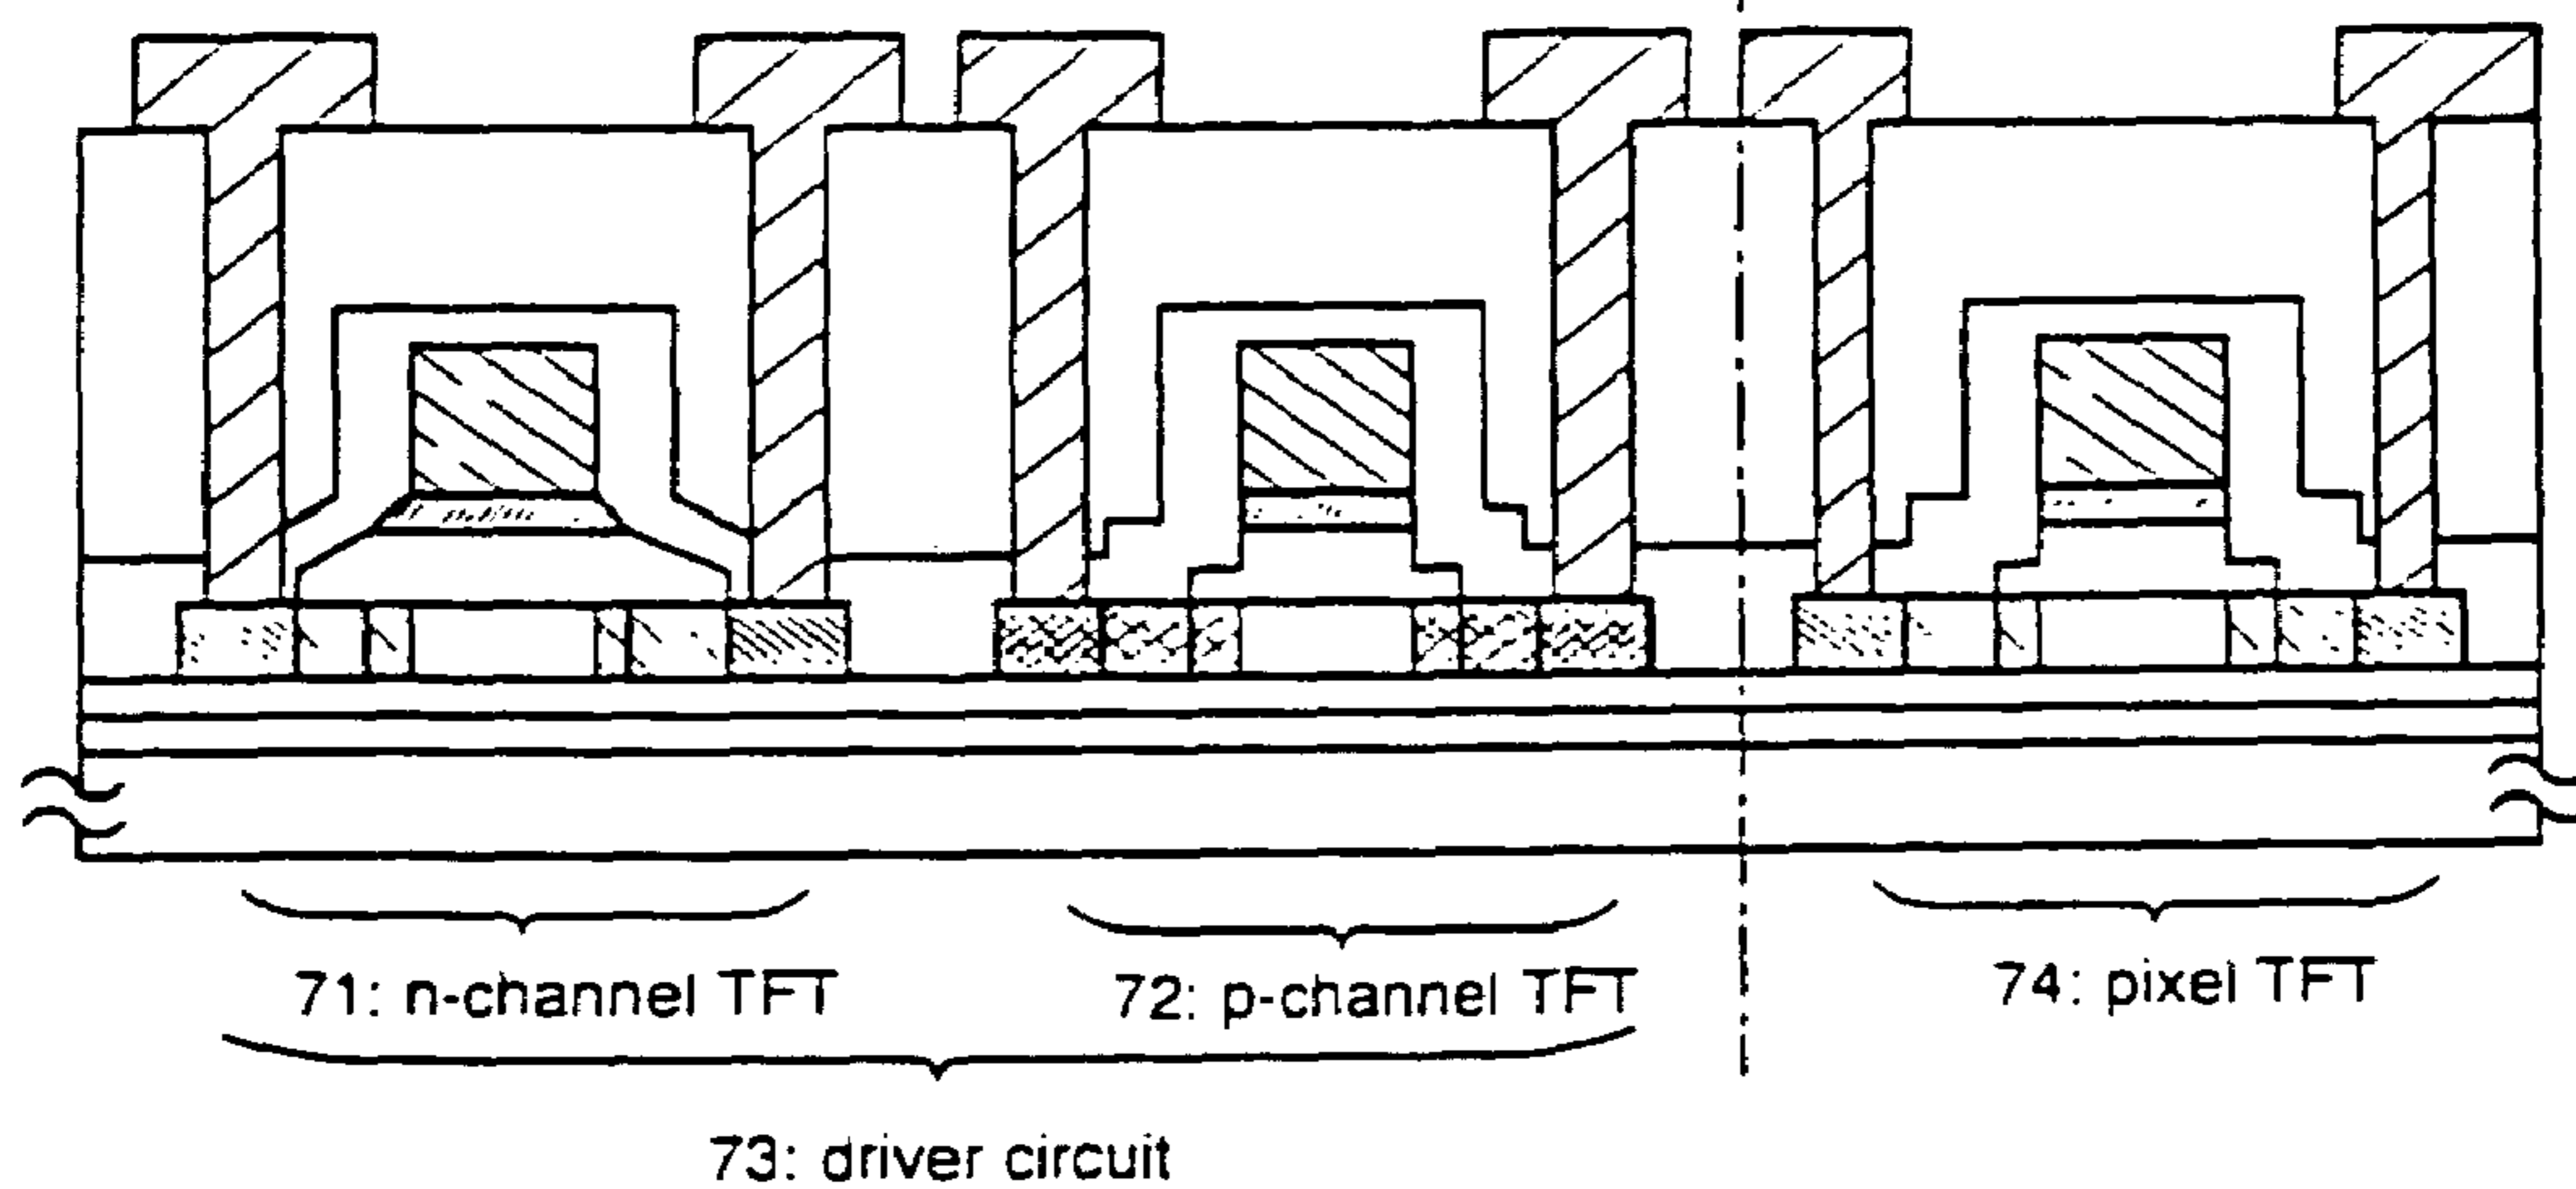 71: n-channel TFT
72: p-channel TFT
74: pixel TFT
73: driver circuit